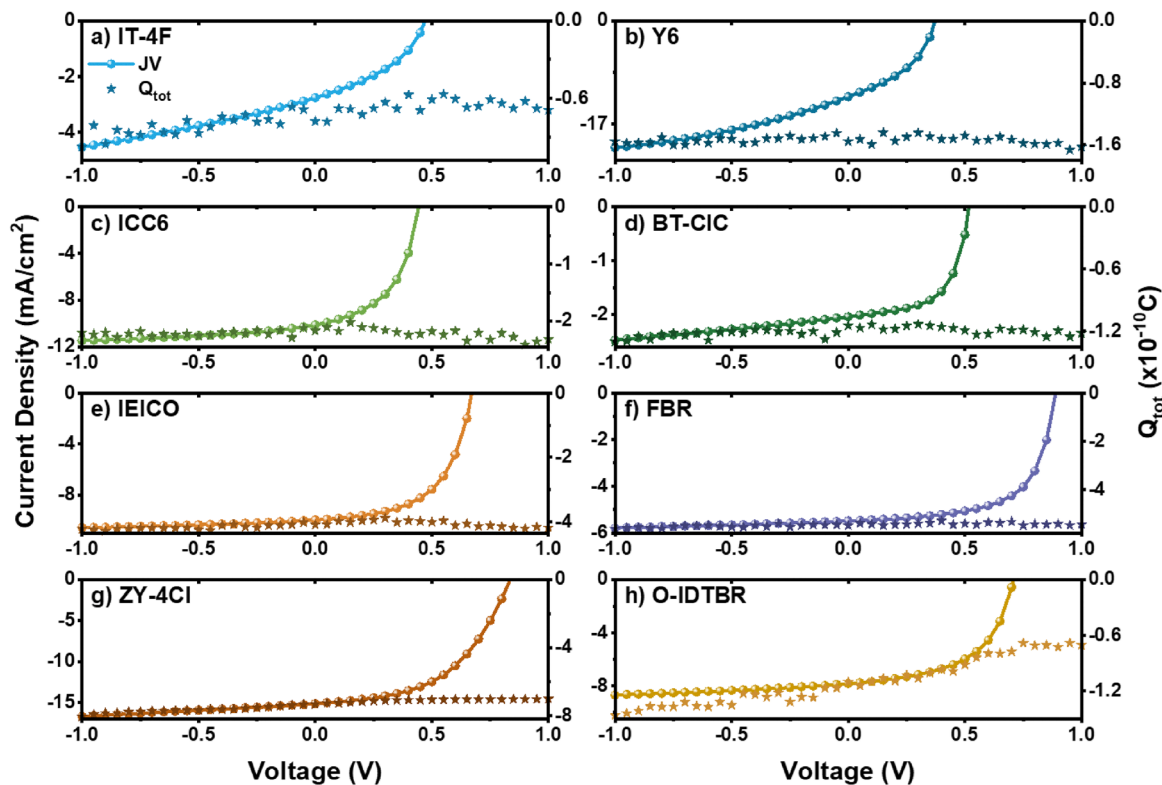 a) IT-4F
JV
Qtot
0
-2
-4
0.0
-0.6
-1.0 -0.5 0.0 0.5 1.0
b) Y6
0
-17
0.0
-0.8
-1.6
-1.0 -0.5 0.0 0.5 1.0
c) ICC6
0
-4
-8
-12
0
-1
-2
-1.0 -0.5 0.0 0.5 1.0
d) BT-CIC
0
-1
-2
0.0
-0.6
-1.2
-1.0 -0.5 0.0 0.5 1.0
e) IEICO
0
-4
-8
0
-2
-4
-1.0 -0.5 0.0 0.5 1.0
f) FBR
0
-2
-4
-6
0
-2
-4
-1.0 -0.5 0.0 0.5 1.0
g) ZY-4Cl
0
-5
-10
-15
0
-2
-4
-6
-8
-1.0 -0.5 0.0 0.5 1.0
h) O-IDTBR
0
-4
-8
0.0
-0.6
-1.2
-1.0 -0.5 0.0 0.5 1.0
Current Density (mA/cm²)
Qtot (x10⁻¹⁰C)
Voltage (V)
Voltage (V)